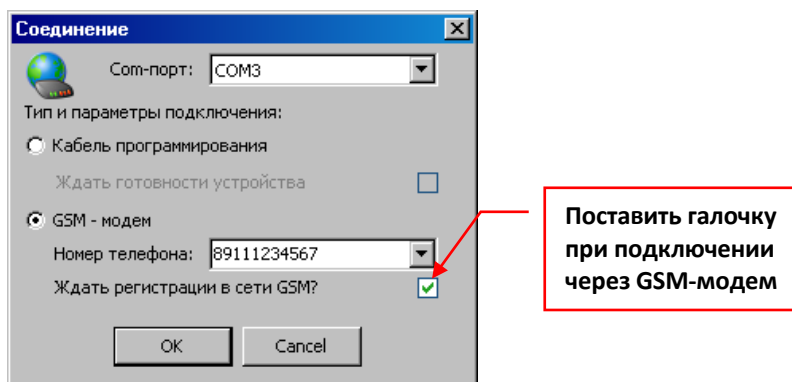 Соединение
Com-порт: COM3
Тип и параметры подключения:
Кабель программирования
Ждать готовности устройства
GSM - модем
Номер телефона: 89111234567
Ждать регистрации в сети GSM?
OK Cancel
Поставить галочку
при подключении
через GSM-модем